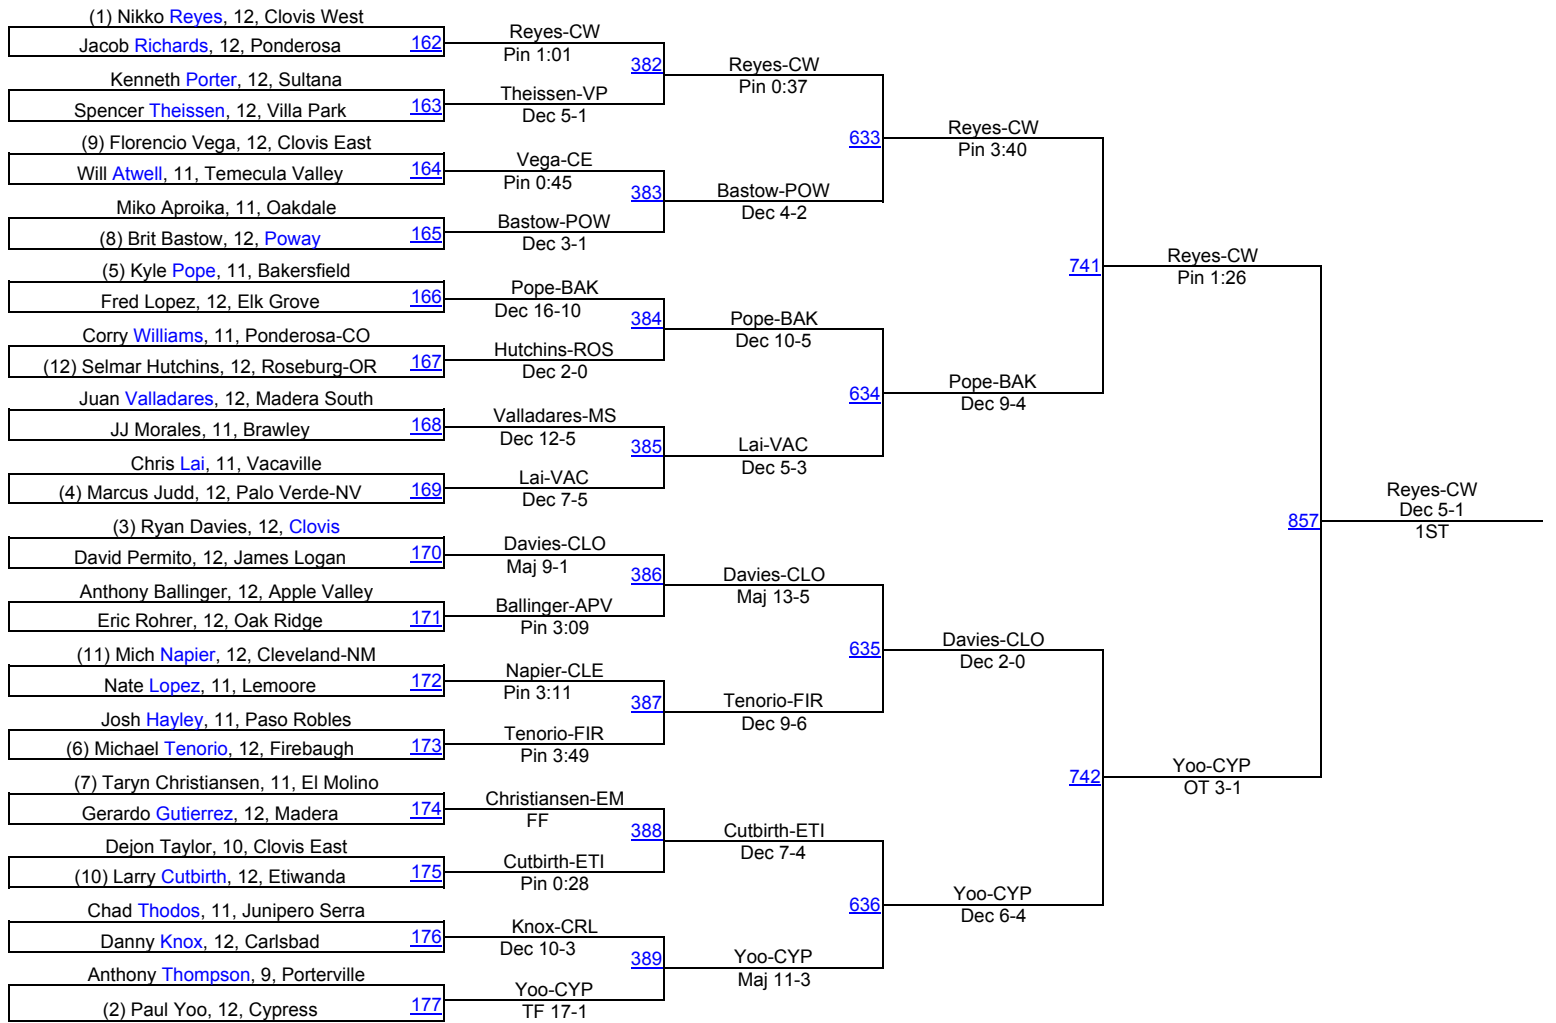 (1) Nikko Reyes, 12, Clovis West
Jacob Richards, 12, Ponderosa
162
Kenneth Porter, 12, Sultana
Spencer Theissen, 12, Villa Park
163
(9) Florencio Vega, 12, Clovis East
Will Atwell, 11, Temecula Valley
164
Miko Aproika, 11, Oakdale
(8) Brit Bastow, 12, Poway
165
(5) Kyle Pope, 11, Bakersfield
Fred Lopez, 12, Elk Grove
166
Corry Williams, 11, Ponderosa-CO
(12) Selmar Hutchins, 12, Roseburg-OR
167
Juan Valladares, 12, Madera South
JJ Morales, 11, Brawley
168
Chris Lai, 11, Vacaville
(4) Marcus Judd, 12, Palo Verde-NV
169
(3) Ryan Davies, 12, Clovis
David Permito, 12, James Logan
170
Anthony Ballinger, 12, Apple Valley
Eric Rohrer, 12, Oak Ridge
171
(11) Mich Napier, 12, Cleveland-NM
Nate Lopez, 11, Lemoore
172
Josh Hayley, 11, Paso Robles
(6) Michael Tenorio, 12, Firebaugh
173
(7) Taryn Christiansen, 11, El Molino
Gerardo Gutierrez, 12, Madera
174
Dejon Taylor, 10, Clovis East
(10) Larry Cutbirth, 12, Etiwanda
175
Chad Thodos, 11, Junipero Serra
Danny Knox, 12, Carlsbad
176
Anthony Thompson, 9, Porterville
(2) Paul Yoo, 12, Cypress
177
Reyes-CW
Pin 1:01
382
Theissen-VP
Dec 5-1
Vega-CE
Pin 0:45
383
Bastow-POW
Dec 3-1
Pope-BAK
Dec 16-10
384
Hutchins-ROS
Dec 2-0
Valladares-MS
Dec 12-5
385
Lai-VAC
Dec 7-5
Davies-CLO
Maj 9-1
386
Ballinger-APV
Pin 3:09
Napier-CLE
Pin 3:11
387
Tenorio-FIR
Pin 3:49
Christiansen-EM
FF
388
Cutbirth-ETI
Pin 0:28
Knox-CRL
Dec 10-3
389
Yoo-CYP
TF 17-1
Reyes-CW
Pin 0:37
633
Bastow-POW
Dec 4-2
Pope-BAK
Dec 10-5
634
Lai-VAC
Dec 5-3
Davies-CLO
Maj 13-5
635
Tenorio-FIR
Dec 9-6
Cutbirth-ETI
Dec 7-4
636
Yoo-CYP
Maj 11-3
Reyes-CW
Pin 3:40
741
Pope-BAK
Dec 9-4
Davies-CLO
Dec 2-0
742
Yoo-CYP
Dec 6-4
Reyes-CW
Pin 1:26
857
Yoo-CYP
OT 3-1
Reyes-CW
Dec 5-1
1ST